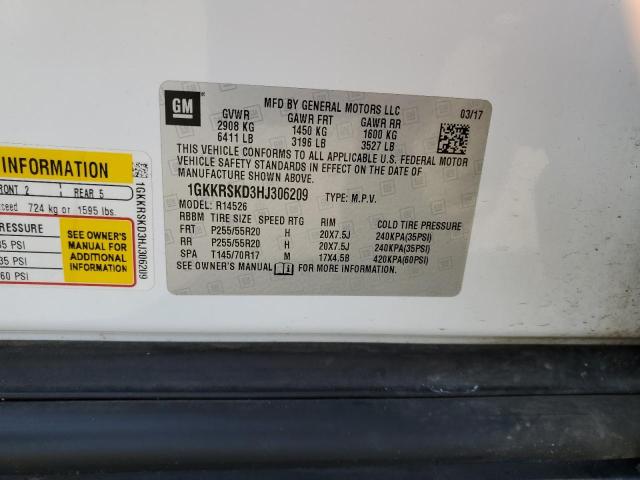 GM
MFD BY GENERAL MOTORS LLC
03/17
GVWR GAWR FRT GAWR RR
2908 KG 1450 KG 1600 KG
6411 LB 3196 LB 3527 LB
THIS VEHICLE CONFORMS TO ALL APPLICABLE U.S. FEDERAL MOTOR
VEHICLE SAFETY STANDARDS IN EFFECT ON THE DATE OF
MANUFACTURE SHOWN ABOVE.
1GKKRSKD3HJ306209 TYPE: M.P.V.
MODEL: R14526
RBBM TIRE SIZE SPEED RTG RIM COLD TIRE PRESSURE
FRT P255/55R20 H 20X7.5J 240KPA(35PSI)
RR P255/55R20 H 20X7.5J 240KPA(35PSI)
SPA T145/70R17 M 17X4.5B 420KPA(60PSI)
SEE OWNER'S MANUAL FOR MORE INFORMATION
INFORMATION
RONT 2 REAR 5
xceed 724 kg or 1595 lbs.
PRESSURE
35 PSI
35 PSI
60 PSI
SEE OWNER'S
MANUAL FOR
ADDITIONAL
INFORMATION
1GKKRSKD3HJ306209